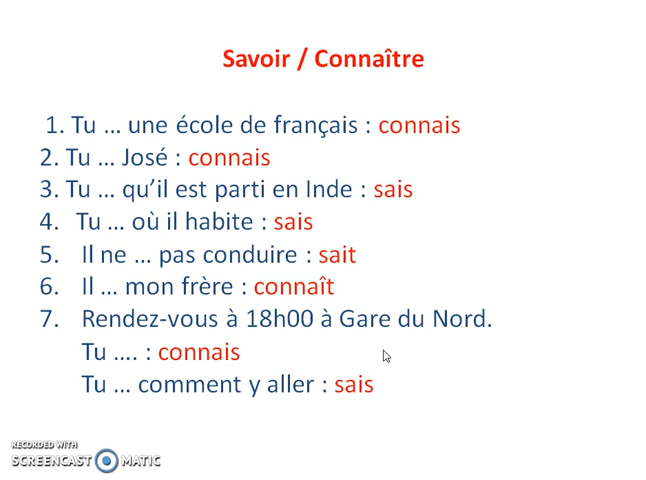 Savoir / Connaître
1. Tu ... une école de français : connais
2. Tu ... José : connais
3. Tu ... qu’il est parti en Inde : sais
4. Tu ... où il habite : sais
5. Il ne ... pas conduire : sait
6. Il ... mon frère : connaît
7. Rendez-vous à 18h00 à Gare du Nord.
Tu .... : connais
Tu ... comment y aller : sais
RECORDED WITH
SCREENCAST MATIC